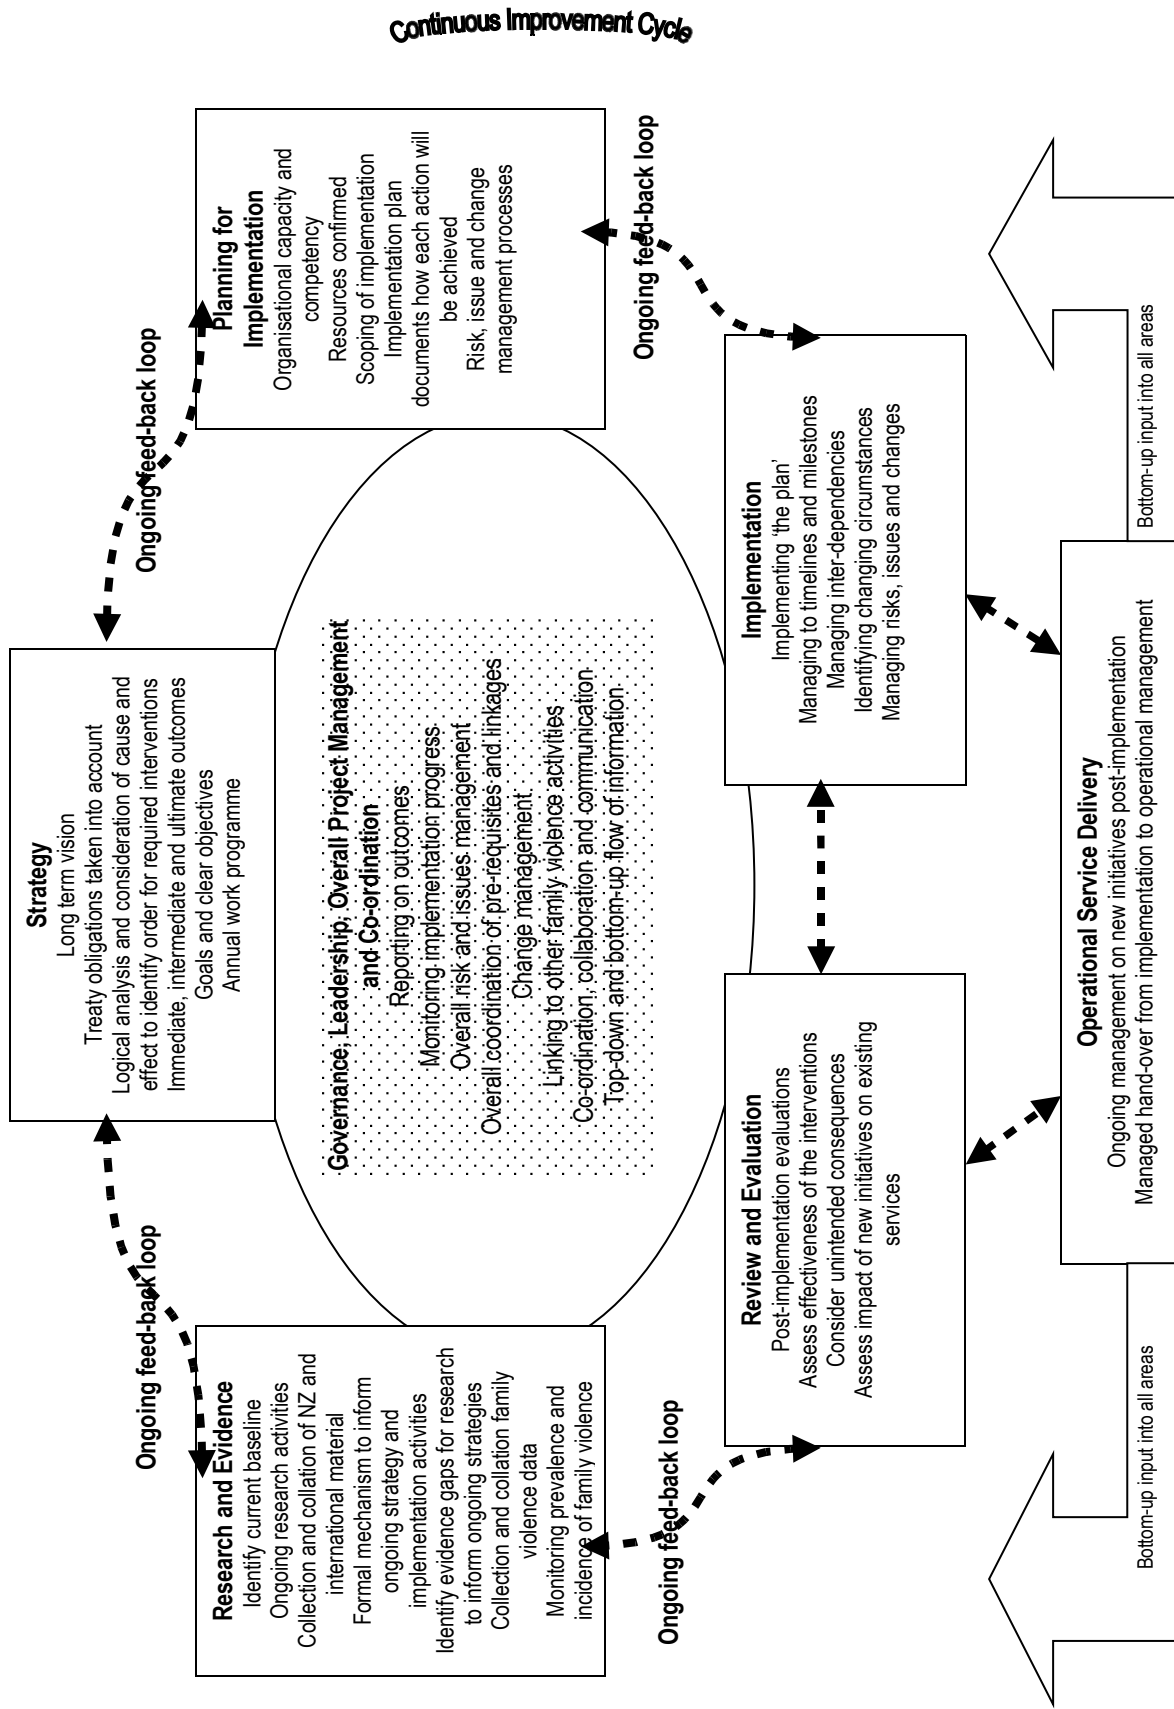 Continuous Improvement Cycle
Strategy
Long term vision
Treaty obligations taken into account
Logical analysis and consideration of cause and
effect to identify order for required interventions
Immediate, intermediate and ultimate outcomes
Goals and clear objectives
Annual work programme
Ongoing feed-back loop
Ongoing feed-back loop
Research and Evidence
Identify current baseline
Ongoing research activities
Collection and collation of NZ and
international material
Formal mechanism to inform
ongoing strategy and
implementation activities
Identify evidence gaps for research
to inform ongoing strategies
Collection and collation family
violence data
Monitoring prevalence and
incidence of family violence
Governance, Leadership, Overall Project Management
and Co-ordination
Reporting on outcomes
Monitoring implementation progress
Overall risk and issues management
Overall coordination of pre-requisites and linkages
Change management
Linking to other family violence activities
Co-ordination, collaboration and communication
Top-down and bottom-up flow of information
Planning for
Implementation
Organisational capacity and
competency
Resources confirmed
Scoping of implementation
Implementation plan
documents how each action will
be achieved
Risk, issue and change
management processes
Ongoing feed-back loop
Ongoing feed-back loop
Review and Evaluation
Post-implement evaluations
Assess effectiveness of the interventions
Consider unintended consequences
Assess impact of new initiatives on existing
services
Implementation
Implementing ‘the plan’
Managing to timelines and milestones
Managing inter-dependencies
Identifying changing circumstances
Managing risks, issues and changes
Operational Service Delivery
Ongoing management on new initiatives post-implementation
Managed hand-over from implementation to operational management
Bottom-up input into all areas
Bottom-up input into all areas